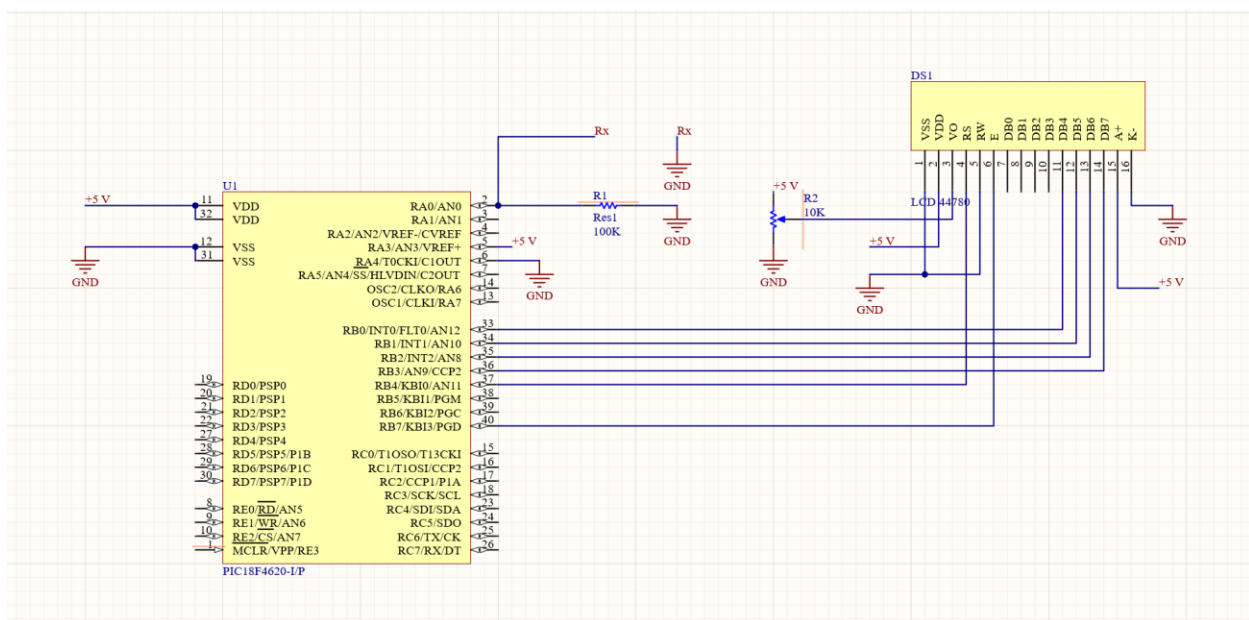 DS1
VSS
VDD
VO
RS
RW
E
DB0
DB1
DB2
DB3
DB4
DB5
DB6
DB7
A+
K-
1
2
3
4
5
6
7
8
9
10
11
12
13
14
15
16
LCD 44780
Rx
Rx
GND
U1
+5 V
11 VDD
32 VDD
12 VSS
31 VSS
GND
RA0/AN0 2
RA1/AN1 3
RA2/AN2/VREF-/CVREF 4
RA3/AN3/VREF+ 5
RA4/T0CKI/C1OUT 6
RA5/AN4/SS/HLVDIN/C2OUT 7
OSC2/CLKO/RA6 14
OSC1/CLKI/RA7 13
+5 V
GND
R1
Res1
100K
GND
+5 V
R2
10K
GND
+5 V
GND
GND
+5 V
RB0/INT0/FLT0/AN12 33
RB1/INT1/AN10 34
RB2/INT2/AN8 35
RB3/AN9/CCP2 36
RB4/KBI0/AN11 37
RB5/KBI1/PGM 38
RB6/KBI2/PGC 39
RB7/KBI3/PGD 40
19 RD0/PSP0
20 RD1/PSP1
21 RD2/PSP2
22 RD3/PSP3
27 RD4/PSP4
28 RD5/PSP5/P1B
29 RD6/PSP6/P1C
30 RD7/PSP7/P1D
RC0/T1OSO/T13CKI 15
RC1/T1OSI/CCP2 16
RC2/CCP1/P1A 17
RC3/SCK/SCL 18
RC4/SDI/SDA 23
RC5/SDO 24
RC6/TX/CK 25
RC7/RX/DT 26
8 RE0/RD/AN5
9 RE1/WR/AN6
10 RE2/CS/AN7
1 MCLR/VPP/RE3
PIC18F4620-I/P